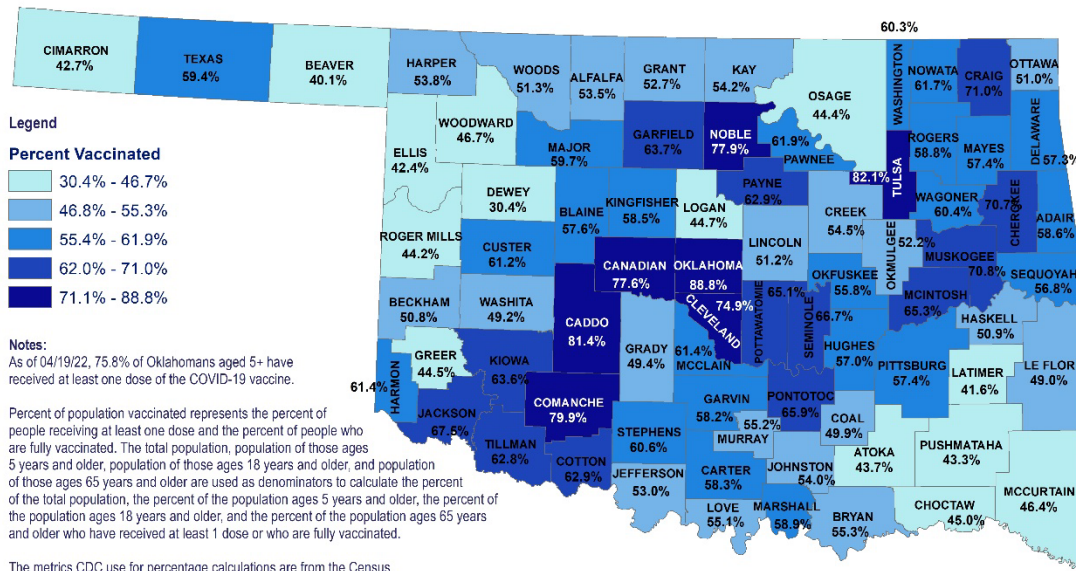 60.3%
CIMARRON
42.7%
TEXAS
59.4%
BEAVER
40.1%
HARPER
53.8%
WOODS
51.3%
ALFALFA
53.5%
GRANT
52.7%
KAY
54.2%
OSAGE
44.4%
WASHINGTON
NOWATA
61.7%
CRAIG
71.0%
OTTAWA
51.0%
Legend
Percent Vaccinated
30.4% - 46.7%
46.8% - 55.3%
55.4% - 61.9%
62.0% - 71.0%
71.1% - 88.8%
WOODWARD
46.7%
ELLIS
42.4%
MAJOR
59.7%
GARFIELD
63.7%
NOBLE
77.9%
61.9%
PAWNEE
TULSA
82.1%
ROGERS
58.8%
MAYES
57.4%
DELAWARE
57.3%
DEWEY
30.4%
BLAINE
57.6%
KINGFISHER
58.5%
LOGAN
44.7%
PAYNE
62.9%
CREEK
54.5%
WAGONER
60.4%
CHEROKEE
70.7%
ADAIR
58.6%
ROGER MILLS
44.2%
CUSTER
61.2%
CANADIAN
77.6%
OKLAHOMA
88.8%
LINCOLN
51.2%
OKMULGEE
52.2%
MUSKOGEE
70.8%
SEQUOYAH
56.8%
OKFUSKEE
55.8%
MCINTOSH
65.3%
BECKHAM
50.8%
WASHITA
49.2%
CADDO
81.4%
CLEVELAND
74.9%
POTTAWATOMIE
65.1%
SEMINOLE
66.7%
HUGHES
57.0%
HASKELL
50.9%
PITTSBURG
57.4%
LATIMER
41.6%
LE FLOR
49.0%
GREER
44.5%
KIOWA
63.6%
GRADY
49.4%
61.4%
MCCLAIN
61.4%
HARMON
JACKSON
67.5%
COMANCHE
79.9%
GARVIN
58.2%
PONTOTOC
65.9%
COAL
49.9%
TILLMAN
62.8%
COTTON
62.9%
STEPHENS
60.6%
55.2%
MURRAY
JOHNSTON
54.0%
ATOKA
43.7%
PUSHMATAHA
43.3%
JEFFERSON
53.0%
CARTER
58.3%
LOVE
55.1%
MARSHALL
58.9%
BRYAN
55.3%
CHOCTAW
45.0%
MCCURTAIN
46.4%
Notes:
As of 04/19/22, 75.8% of Oklahomans aged 5+ have
received at least one dose of the COVID-19 vaccine.
Percent of population vaccinated represents the percent of
people receiving at least one dose and the percent of people who
are fully vaccinated. The total population, population of those ages
5 years and older, population of those ages 18 years and older, and population
of those ages 65 years and older are used as denominators to calculate the percent
of the total population, the percent of the population ages 5 years and older, the percent of
the population ages 18 years and older, and the percent of the population ages 65 years
and older who have received at least 1 dose or who are fully vaccinated.
The metrics CDC use for percentage calculations are from the Census